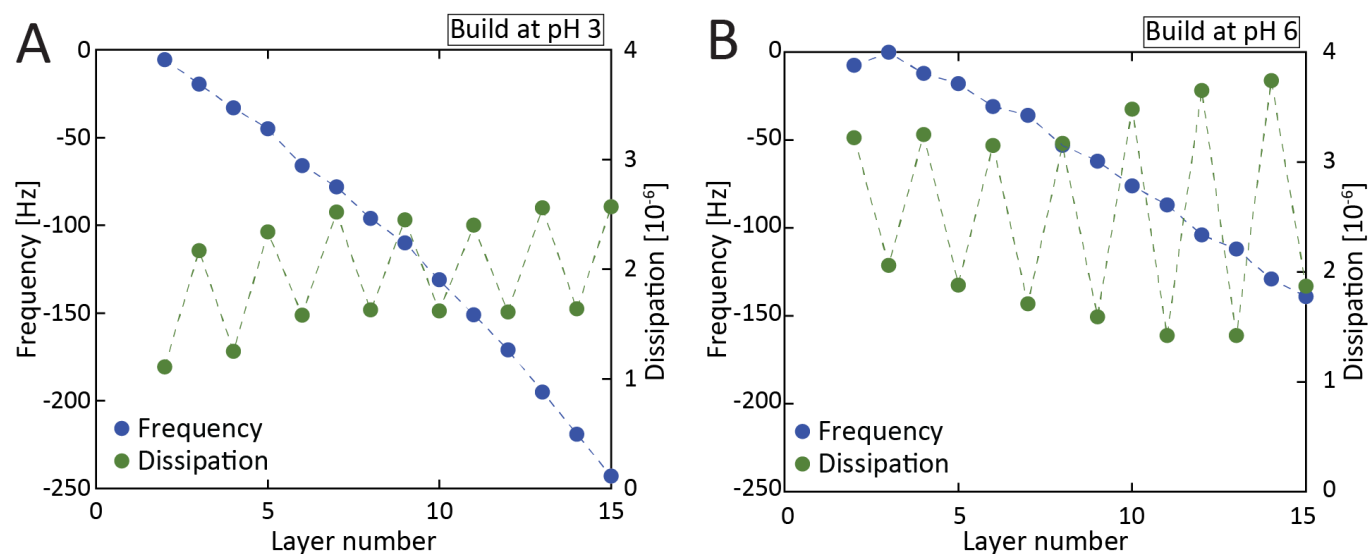 A
Build at pH 3
0
-50
-100
-150
-200
-250
Frequency [Hz]
4
3
2
1
0
Dissipation [10⁻⁶]
Frequency
Dissipation
0
5
10
15
Layer number
B
Build at pH 6
0
-50
-100
-150
-200
-250
Frequency [Hz]
4
3
2
1
0
Dissipation [10⁻⁶]
Frequency
Dissipation
0
5
10
15
Layer number